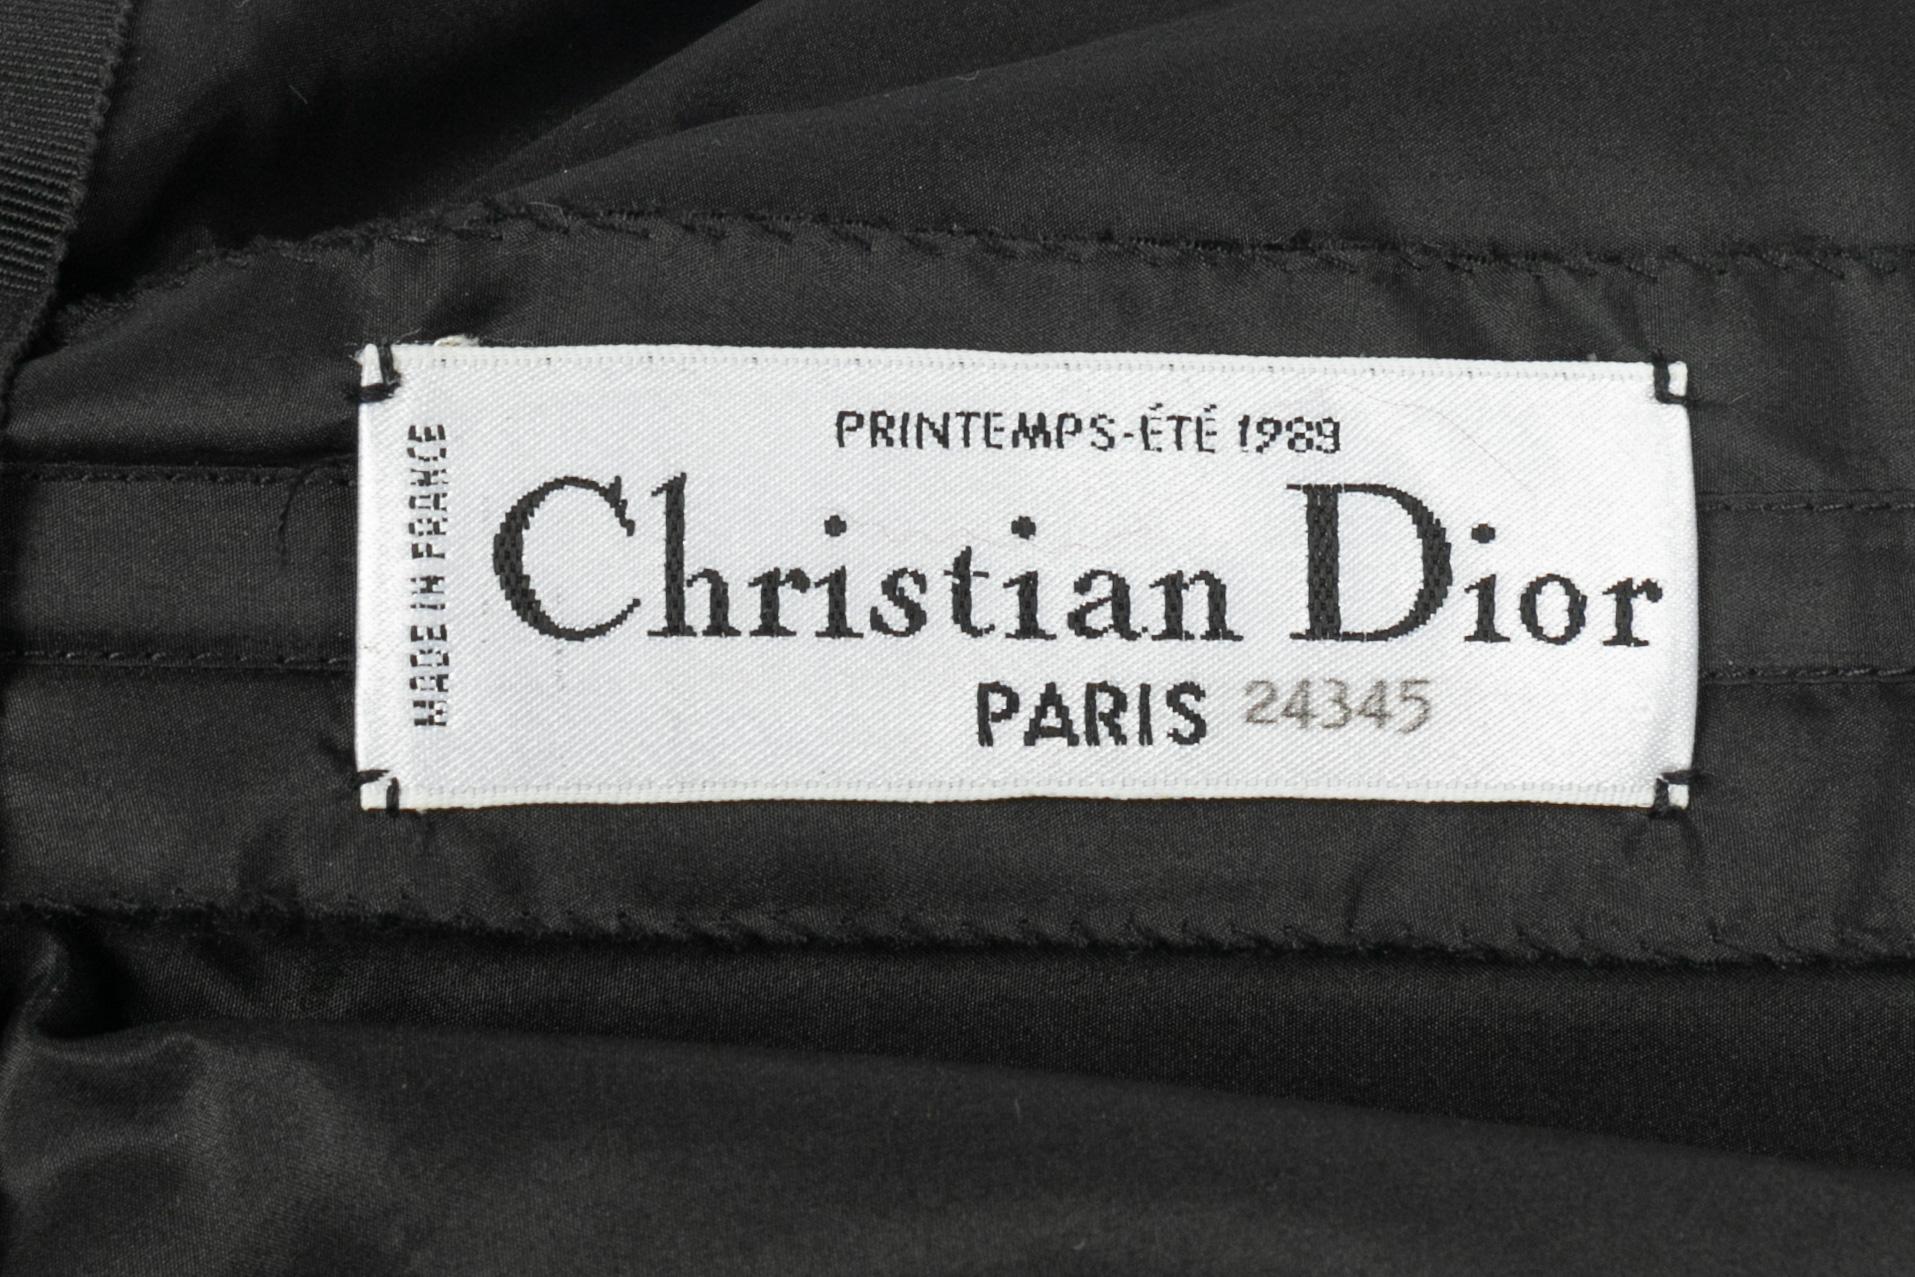 PRINTEMPS-ÉTÉ 1989
Christian Dior
PARIS 24345
MADE IN FRANCE